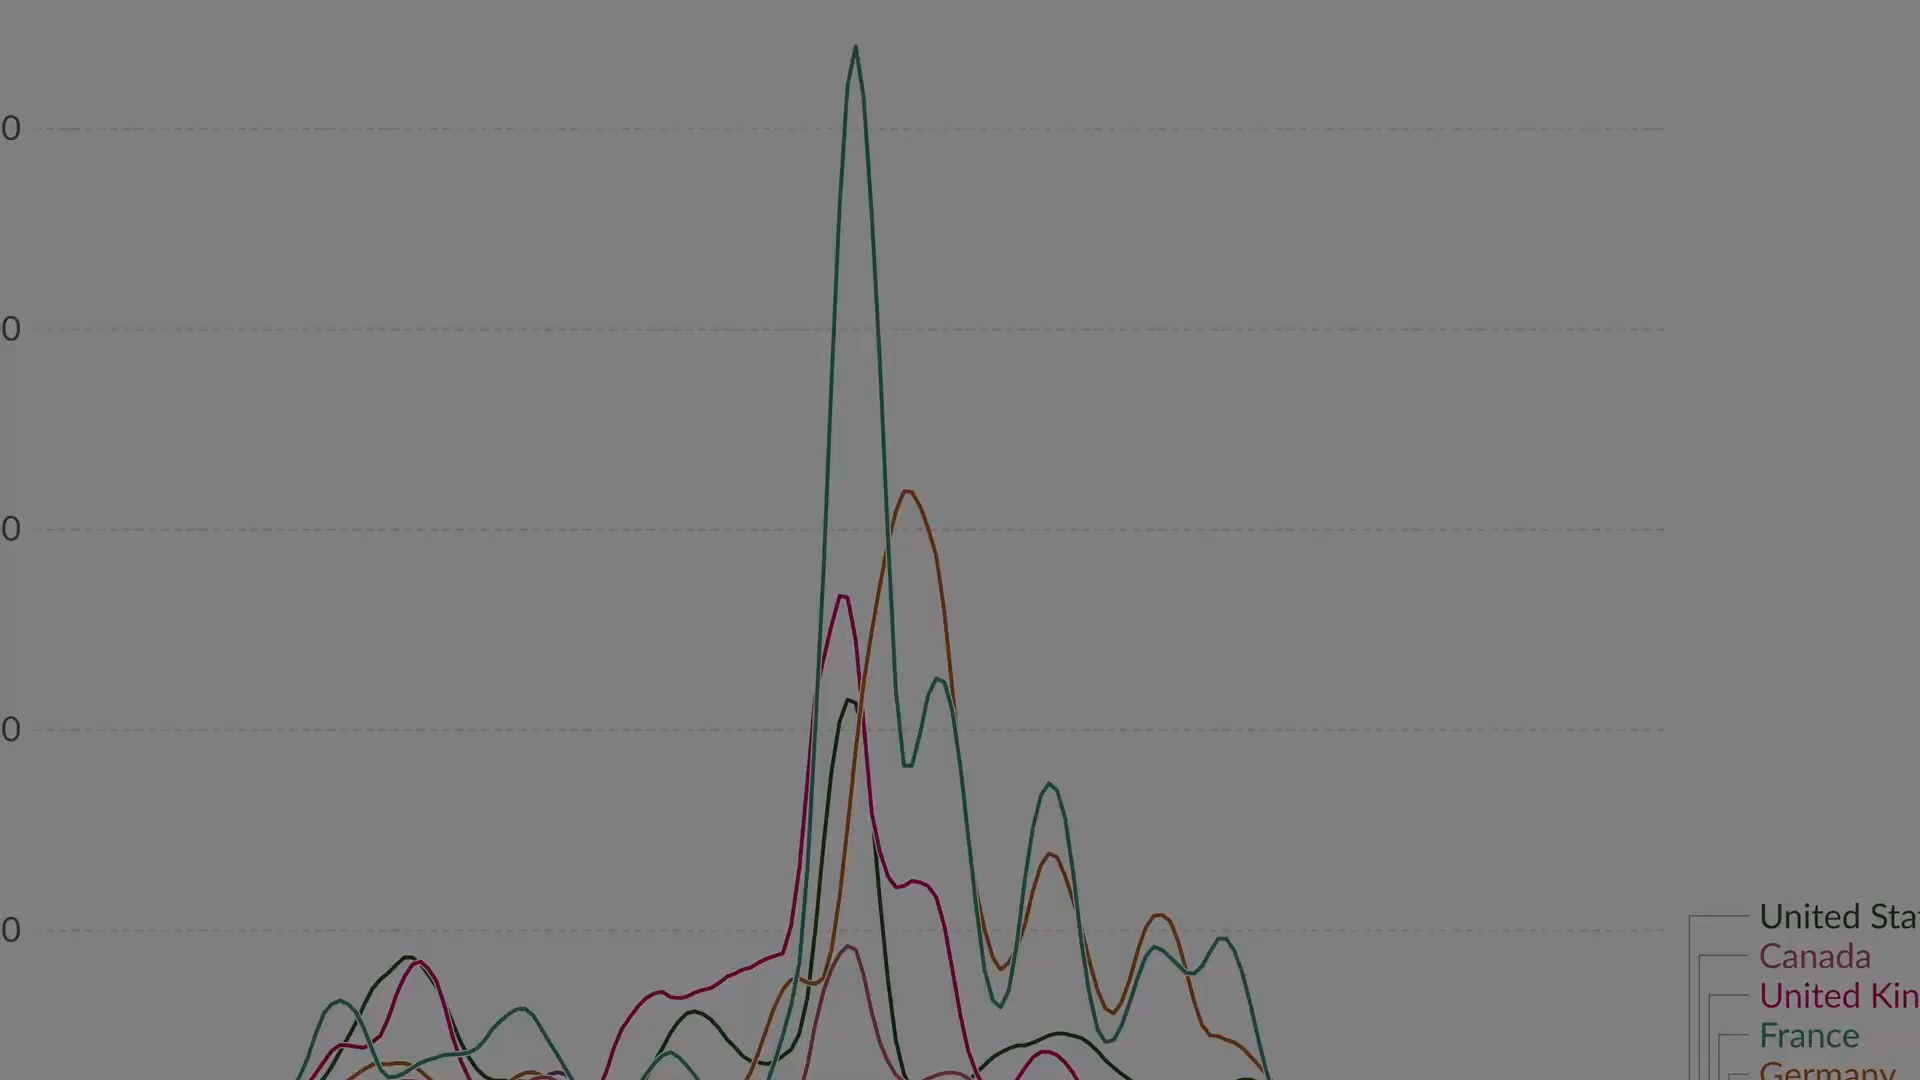 0
0
0
0
0
United Sta
Canada
United Kin
France
Germany